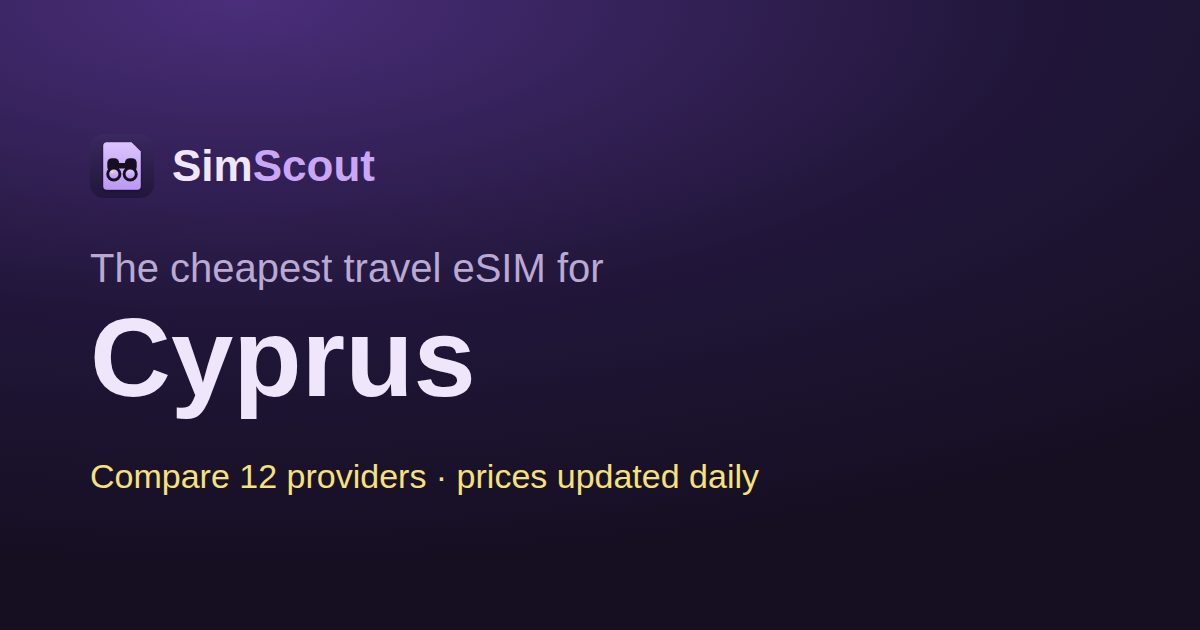 SimScout
The cheapest travel eSIM for
Cyprus
Compare 12 providers · prices updated daily